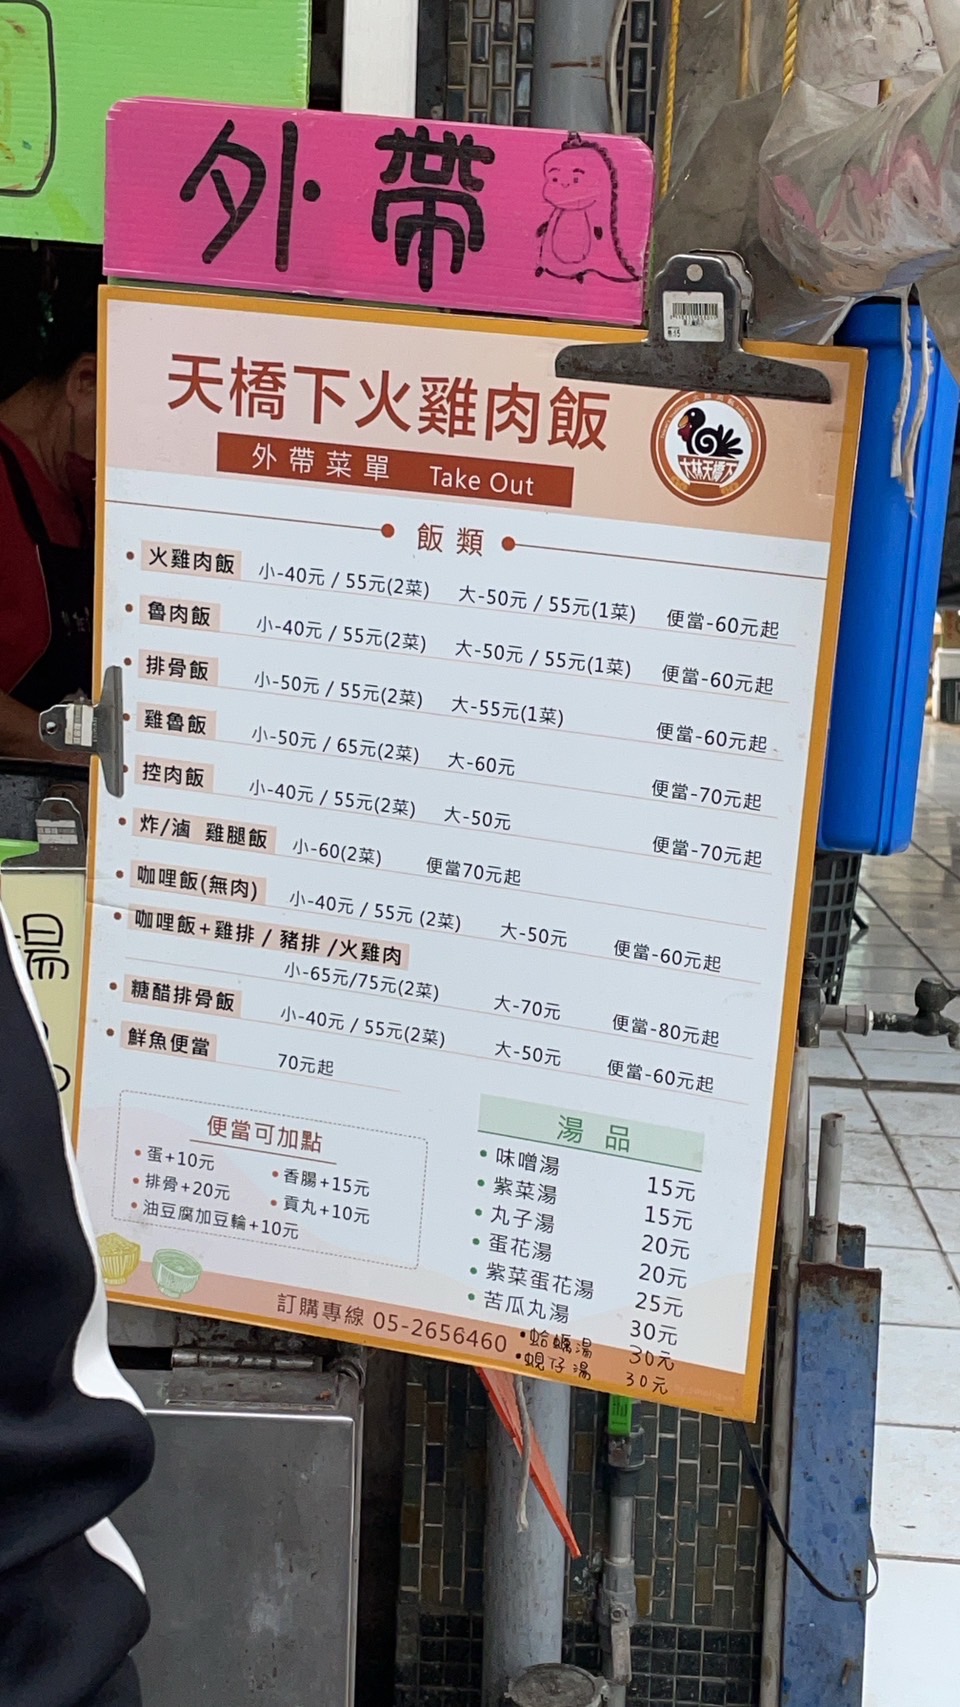 外帶
天橋下火雞肉飯
外帶菜單 Take Out
大林天橋下
飯類
火雞肉飯 小-40元 / 55元(2菜) 大-50元 / 55元(1菜) 便當-60元起
魯肉飯 小-40元 / 55元(2菜) 大-50元 / 55元(1菜) 便當-60元起
排骨飯 小-50元 / 55元(2菜) 大-55元(1菜) 便當-60元起
雞魯飯 小-50元 / 65元(2菜) 大-60元 便當-70元起
控肉飯 小-40元 / 55元(2菜) 大-50元 便當-70元起
炸/滷 雞腿飯 小-60(2菜) 便當70元起
咖哩飯(無肉) 小-40元 / 55元 (2菜) 大-50元 便當-60元起
咖哩飯+雞排 / 豬排 /火雞肉
小-65元/75元(2菜) 大-70元 便當-80元起
糖醋排骨飯 小-40元 / 55元(2菜) 大-50元 便當-60元起
鮮魚便當 70元起
便當可加點
蛋+10元 香腸+15元
排骨+20元 貢丸+10元
油豆腐加豆輪+10元
湯品
味噌湯 15元
紫菜湯 15元
丸子湯 20元
蛋花湯 20元
紫菜蛋花湯 25元
苦瓜丸湯 30元
蛤蠣湯 30元
蜆仔湯 30元
訂購專線 05-2656460
湯